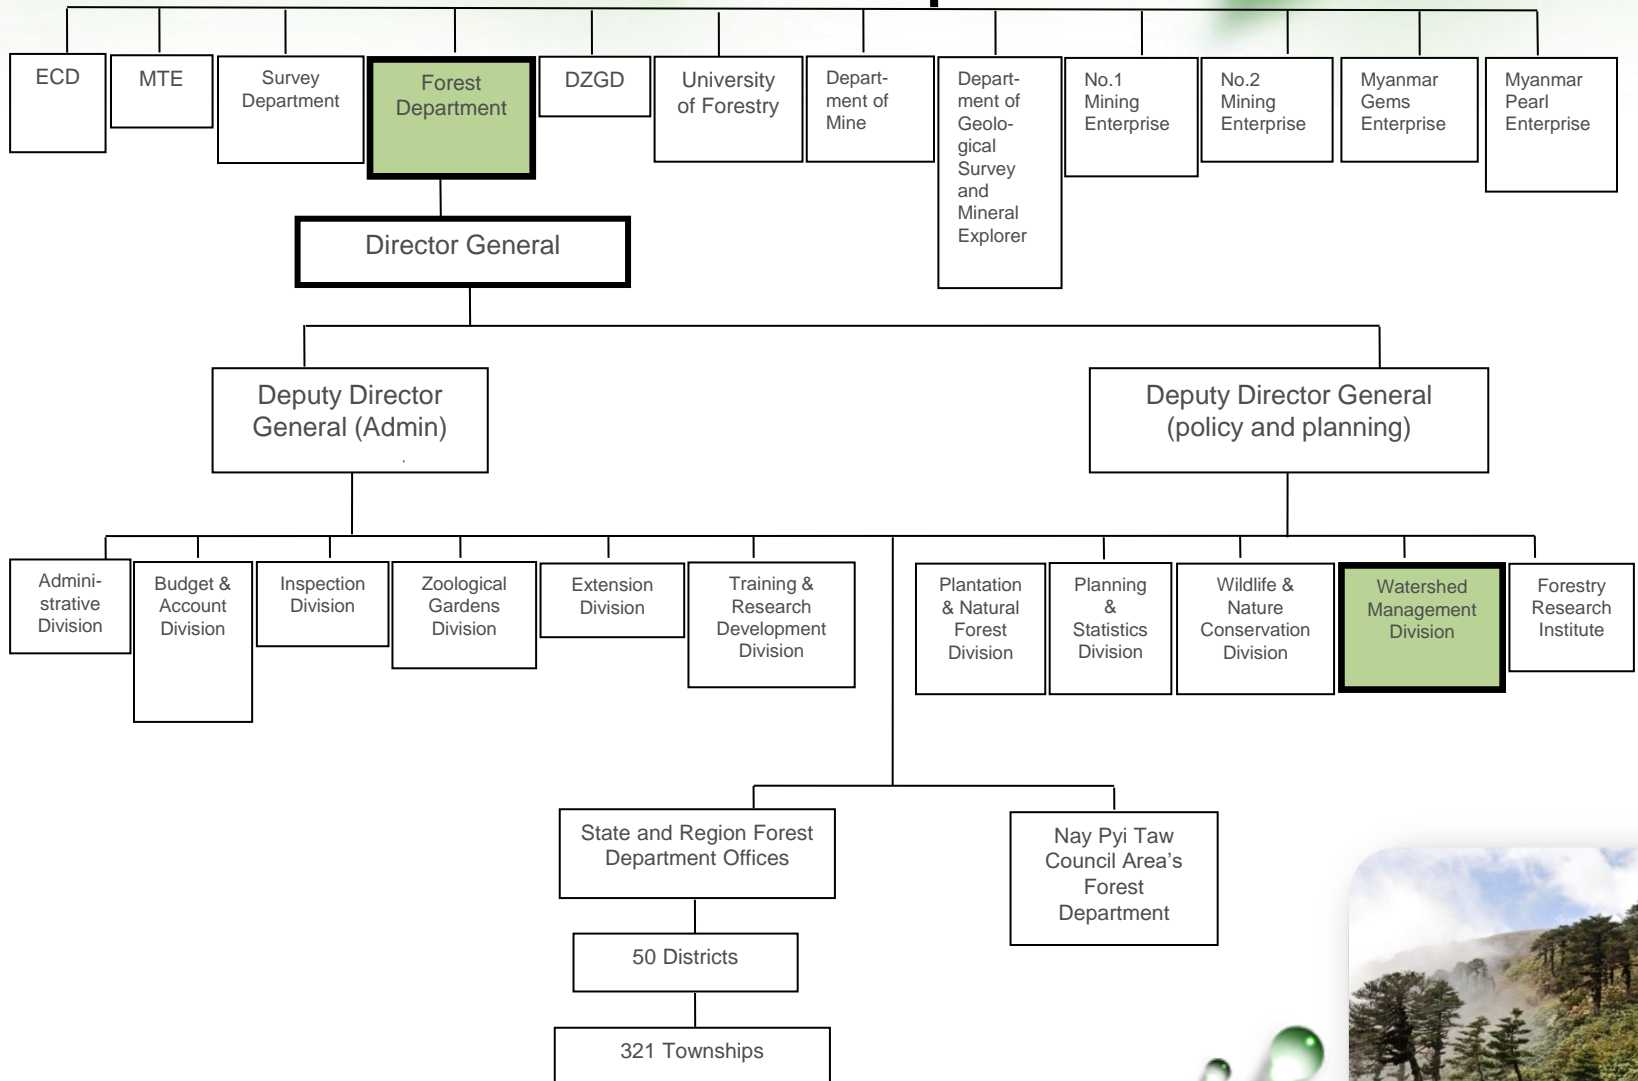 ECD
MTE
Survey
Department
Forest
Department
DZGD
University
of Forestry
Depart-
ment of
Mine
Depart-
ment of
Geolo-
gical
Survey
and
Mineral
Explorer
No.1
Mining
Enterprise
No.2
Mining
Enterprise
Myanmar
Gems
Enterprise
Myanmar
Pearl
Enterprise
Director General
Deputy Director
General (Admin)
.
Deputy Director General
(policy and planning)
Admini-
strative
Division
Budget &
Account
Division
Inspection
Division
Zoological
Gardens
Division
Extension
Division
Training &
Research
Development
Division
Plantation
& Natural
Forest
Division
Planning
&
Statistics
Division
Wildlife &
Nature
Conservation
Division
Watershed
Management
Division
Forestry
Research
Institute
State and Region Forest
Department Offices
Nay Pyi Taw
Council Area's
Forest
Department
50 Districts
321 Townships